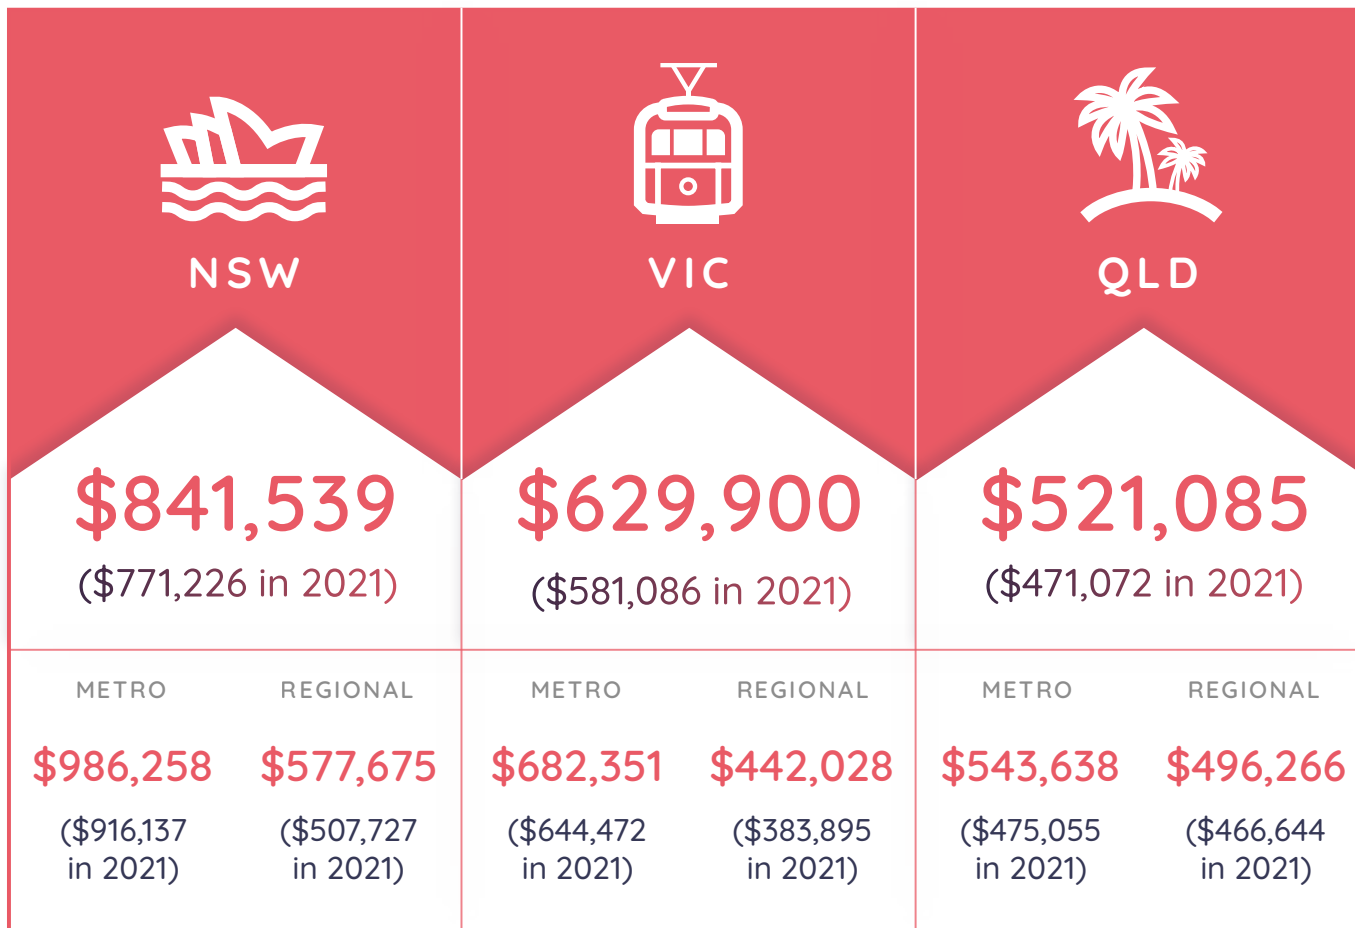 NSW
$841,539
($771,226 in 2021)
METRO
REGIONAL
$986,258
$577,675
($916,137
in 2021)
($507,727
in 2021)
VIC
$629,900
($581,086 in 2021)
METRO
REGIONAL
$682,351
$442,028
($644,472
in 2021)
($383,895
in 2021)
QLD
$521,085
($471,072 in 2021)
METRO
REGIONAL
$543,638
$496,266
($475,055
in 2021)
($466,644
in 2021)